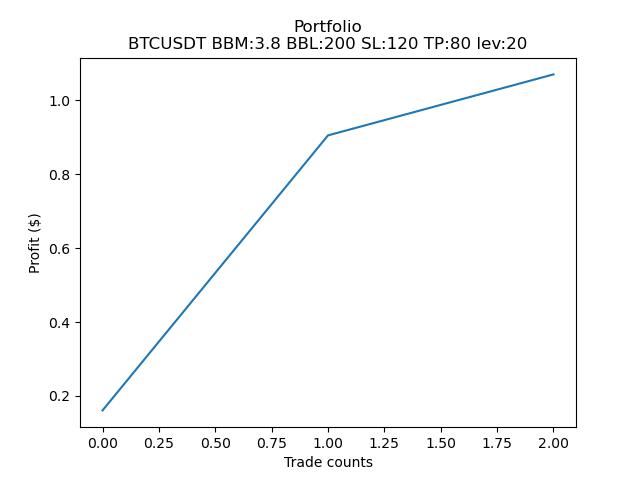 Portfolio
BTCUSDT BBM:3.8 BBL:200 SL:120 TP:80 lev:20
1.0
0.8
0.6
0.4
0.2
Profit ($)
0.00 0.25 0.50 0.75 1.00 1.25 1.50 1.75 2.00
Trade counts